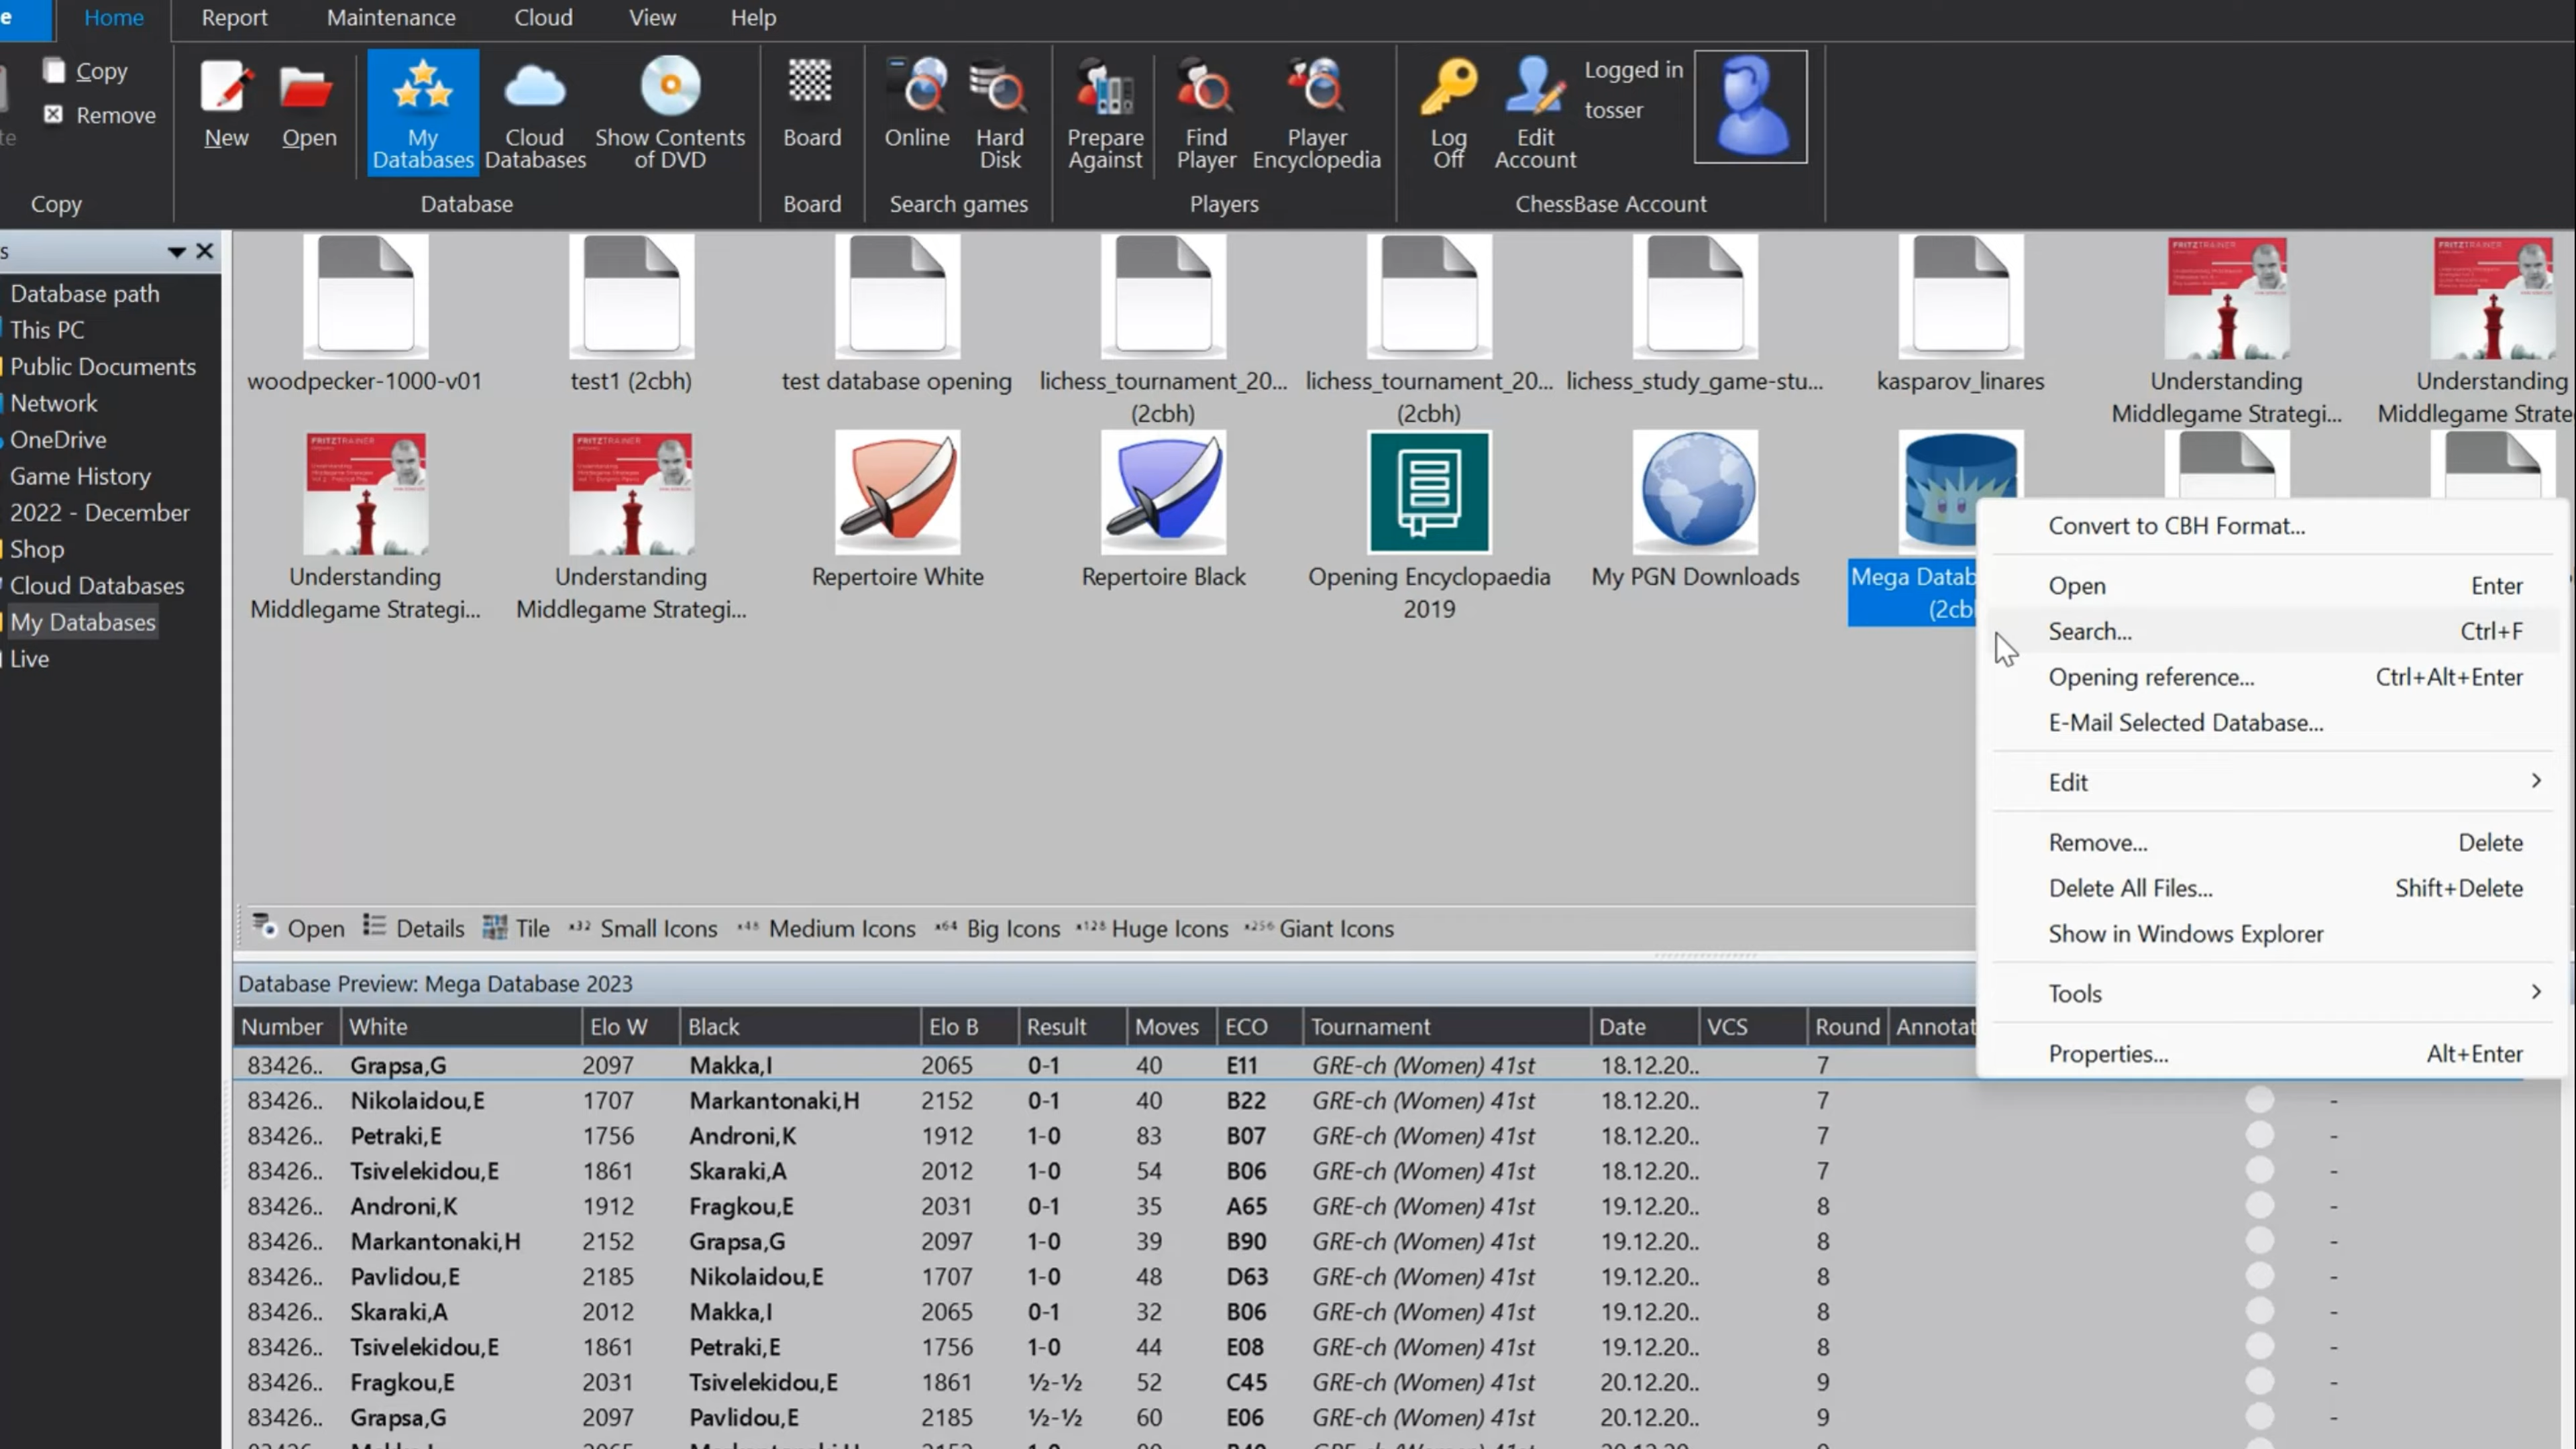 Home Report Maintenance Cloud View Help
Copy
Remove
New
Open
My
Databases
Cloud
Databases
Show Contents
of DVD
Board
Online
Hard
Disk
Prepare
Against
Find
Player
Player
Encyclopedia
Log
Off
Edit
Account
Logged in
tosser
Copy Database Board Search games Players ChessBase Account
Database path
This PC
Public Documents
Network
OneDrive
Game History
2022 - December
Shop
Cloud Databases
My Databases
Live
woodpecker-1000-v01
test1 (2cbh)
test database opening
lichess_tournament_20...
(2cbh)
lichess_tournament_20...
(2cbh)
lichess_study_game-stu...
kasparov_linares
FRITZTRAINER
Understanding
Middlegame Strategi...
FRITZTRAINER
Understanding
Middlegame Strate
FRITZTRAINER
Understanding
Middlegame Strategi...
FRITZTRAINER
Understanding
Middlegame Strategi...
Repertoire White
Repertoire Black
Opening Encyclopaedia
2019
My PGN Downloads
Mega Datab
(2cb
Convert to CBH Format...
Open Enter
Search... Ctrl+F
Opening reference... Ctrl+Alt+Enter
E-Mail Selected Database...
Edit
Remove... Delete
Delete All Files... Shift+Delete
Show in Windows Explorer
Tools
Properties... Alt+Enter
Open Details Tile x32 Small Icons x48 Medium Icons x64 Big Icons x128 Huge Icons x256 Giant Icons
Database Preview: Mega Database 2023
Number White Elo W Black Elo B Result Moves ECO Tournament Date VCS Round Annotat
83426.. Grapsa,G 2097 Makka,I 2065 0-1 40 E11 GRE-ch (Women) 41st 18.12.20.. 7
83426.. Nikolaidou,E 1707 Markantonaki,H 2152 0-1 40 B22 GRE-ch (Women) 41st 18.12.20.. 7 -
83426.. Petraki,E 1756 Androni,K 1912 1-0 83 B07 GRE-ch (Women) 41st 18.12.20.. 7 -
83426.. Tsivelekidou,E 1861 Skaraki,A 2012 1-0 54 B06 GRE-ch (Women) 41st 18.12.20.. 7 -
83426.. Androni,K 1912 Fragkou,E 2031 0-1 35 A65 GRE-ch (Women) 41st 19.12.20.. 8 -
83426.. Markantonaki,H 2152 Grapsa,G 2097 1-0 39 B90 GRE-ch (Women) 41st 19.12.20.. 8 -
83426.. Pavlidou,E 2185 Nikolaidou,E 1707 1-0 48 D63 GRE-ch (Women) 41st 19.12.20.. 8 -
83426.. Skaraki,A 2012 Makka,I 2065 0-1 32 B06 GRE-ch (Women) 41st 19.12.20.. 8 -
83426.. Tsivelekidou,E 1861 Petraki,E 1756 1-0 44 E08 GRE-ch (Women) 41st 19.12.20.. 8 -
83426.. Fragkou,E 2031 Tsivelekidou,E 1861 ½-½ 52 C45 GRE-ch (Women) 41st 20.12.20.. 9 -
83426.. Grapsa,G 2097 Pavlidou,E 2185 ½-½ 60 E06 GRE-ch (Women) 41st 20.12.20.. 9 -